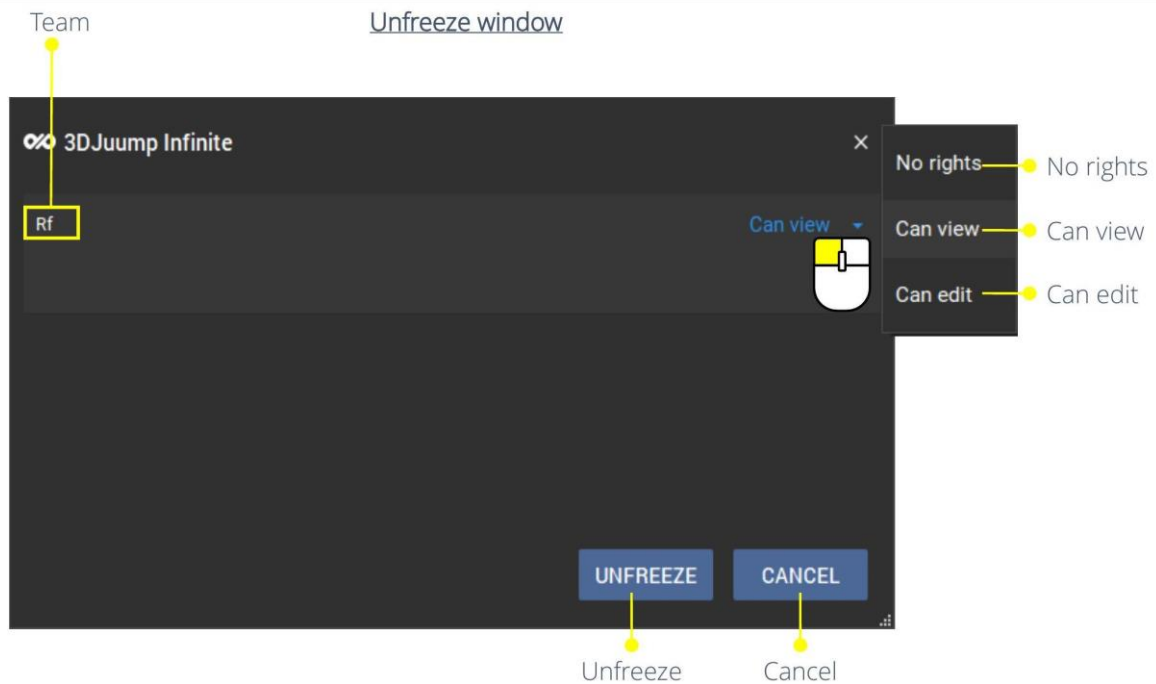 Team
Unfreeze window
3DJuump Infinite
×
No rights
No rights
Rf
Can view
Can view
Can view
Can edit
Can edit
UNFREEZE
CANCEL
Unfreeze
Cancel